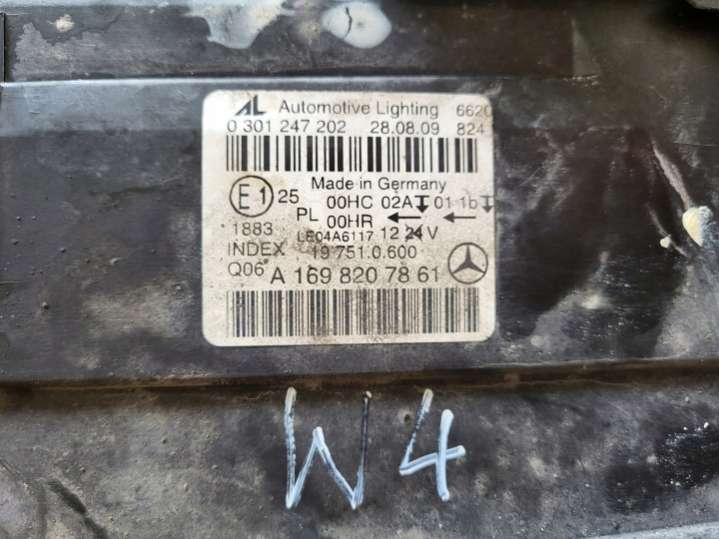 AL Automotive Lighting 6620
0 301 247 202 28.08.09 824
Made in Germany
E1 25 00HC 02A 01 1b
PL 00HR
1883 LE04A6117 12 24 V
INDEX 19.751.0.600
Q06 A 169 820 78 61
W4